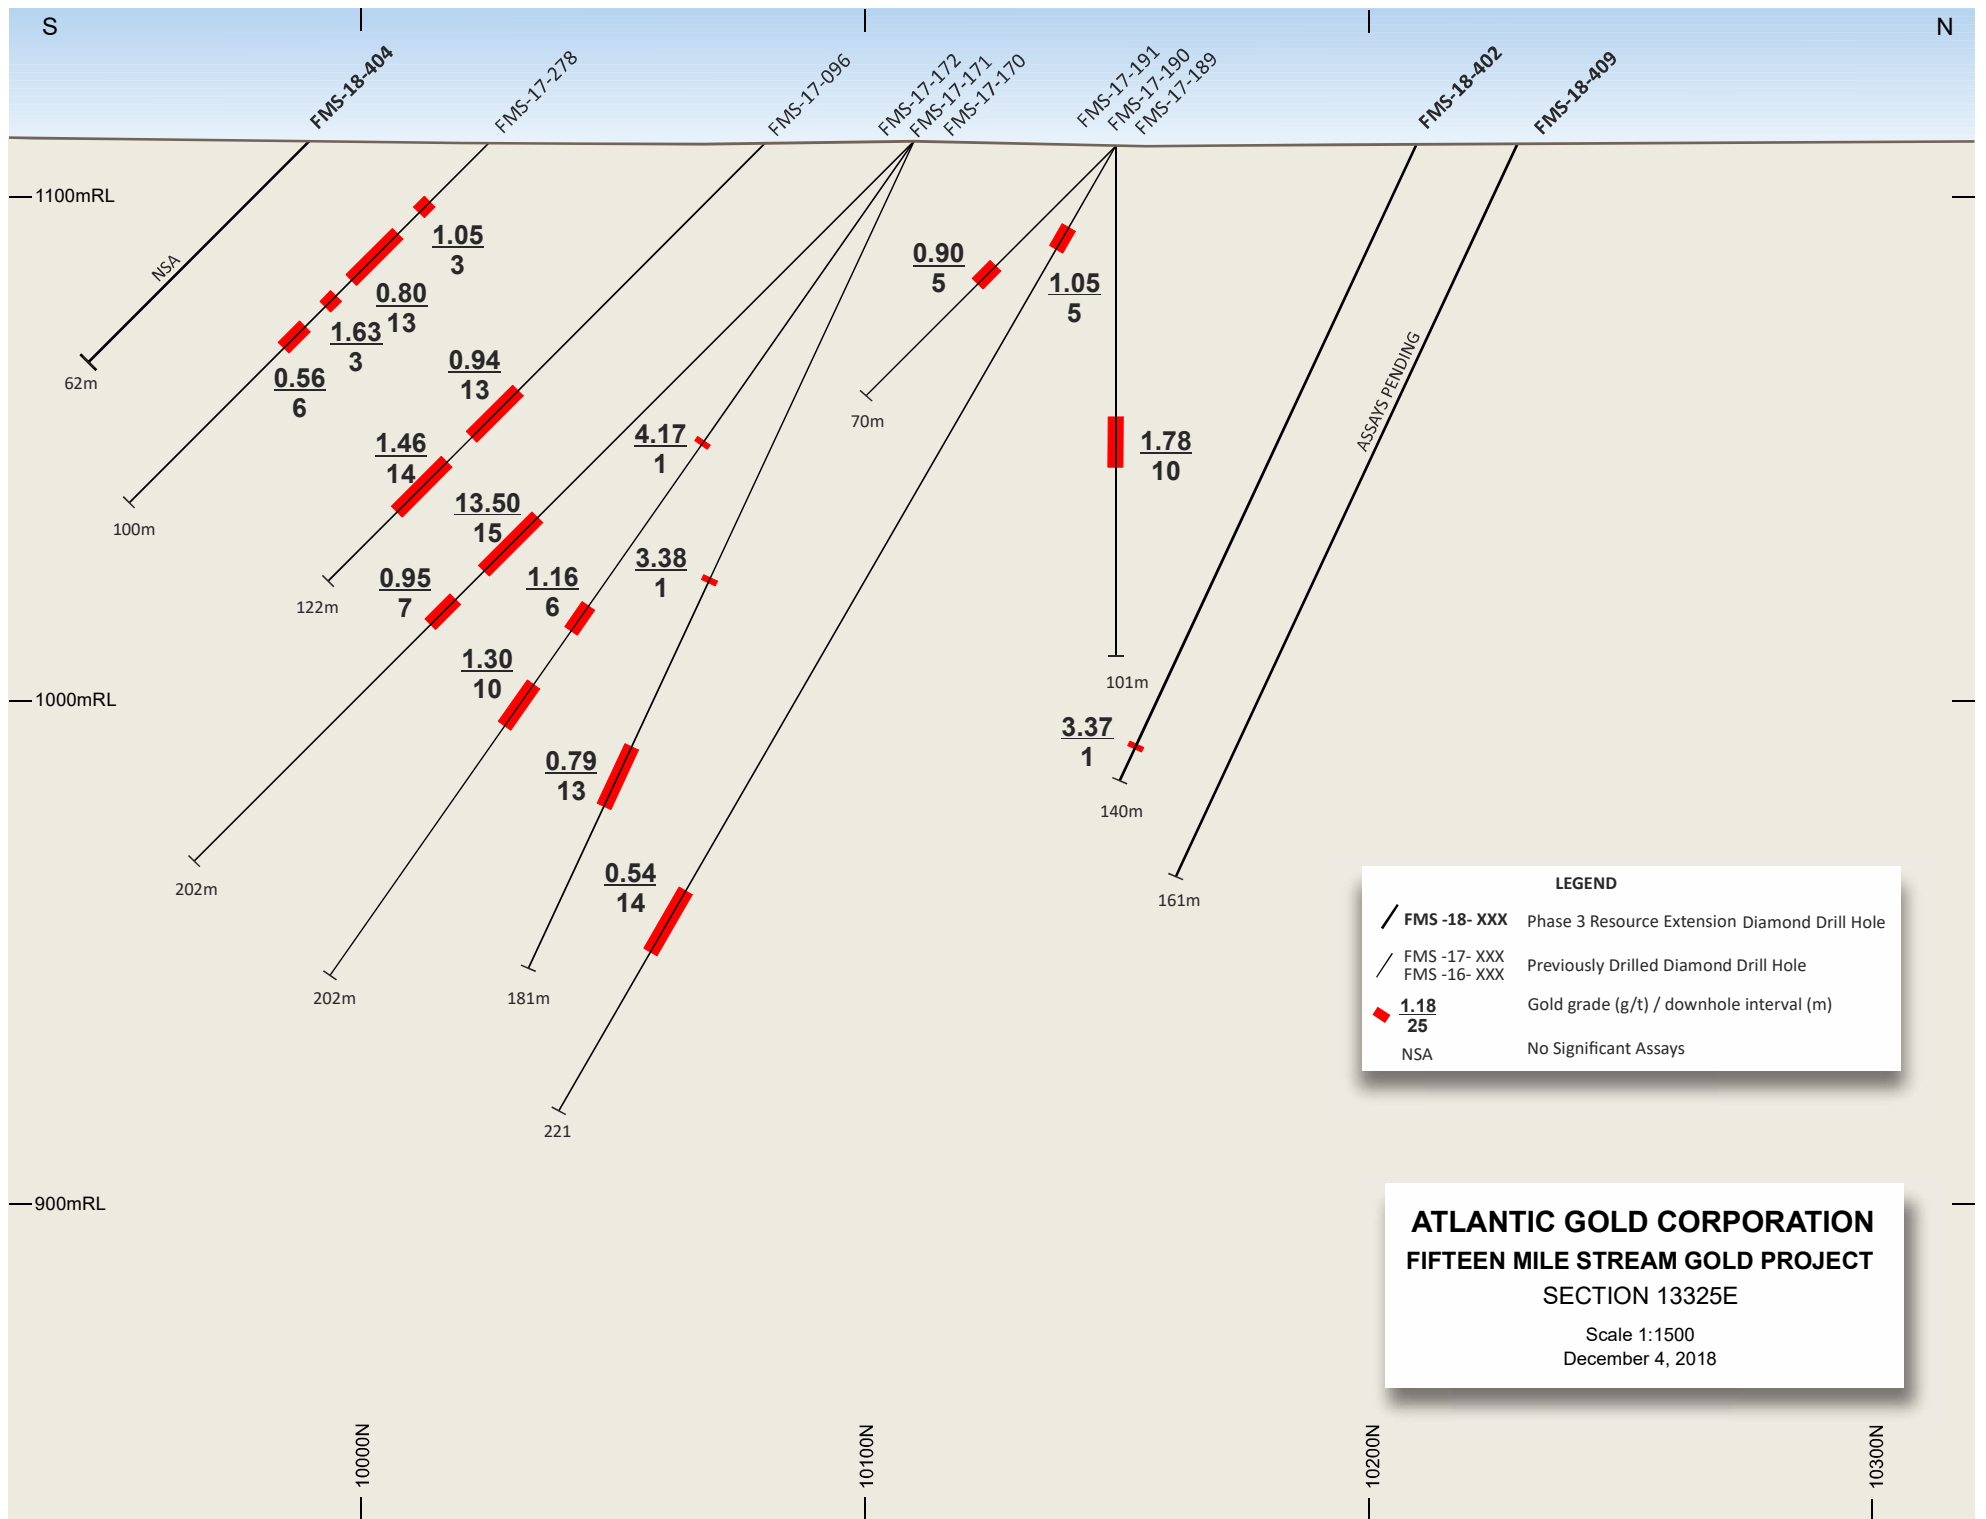 S
N
FMS-18-404
FMS-17-278
FMS-17-096
FMS-17-172
FMS-17-171
FMS-17-170
FMS-17-191
FMS-17-190
FMS-17-189
FMS-18-402
FMS-18-409
1100mRL
NSA
62m
1.05
3
0.80
13
1.63
3
0.56
6
100m
0.94
13
1.46
14
122m
13.50
15
0.95
7
202m
4.17
1
1.16
6
1.30
10
202m
3.38
1
0.79
13
181m
0.90
5
70m
1.05
5
0.54
14
221
1.78
10
101m
3.37
1
140m
ASSAYS PENDING
161m
1000mRL
900mRL
LEGEND
FMS -18- XXX Phase 3 Resource Extension Diamond Drill Hole
FMS -17- XXX
FMS -16- XXX
Previously Drilled Diamond Drill Hole
1.18
25
Gold grade (g/t) / downhole interval (m)
NSA No Significant Assays
ATLANTIC GOLD CORPORATION
FIFTEEN MILE STREAM GOLD PROJECT
SECTION 13325E
Scale 1:1500
December 4, 2018
10000N
10100N
10200N
10300N